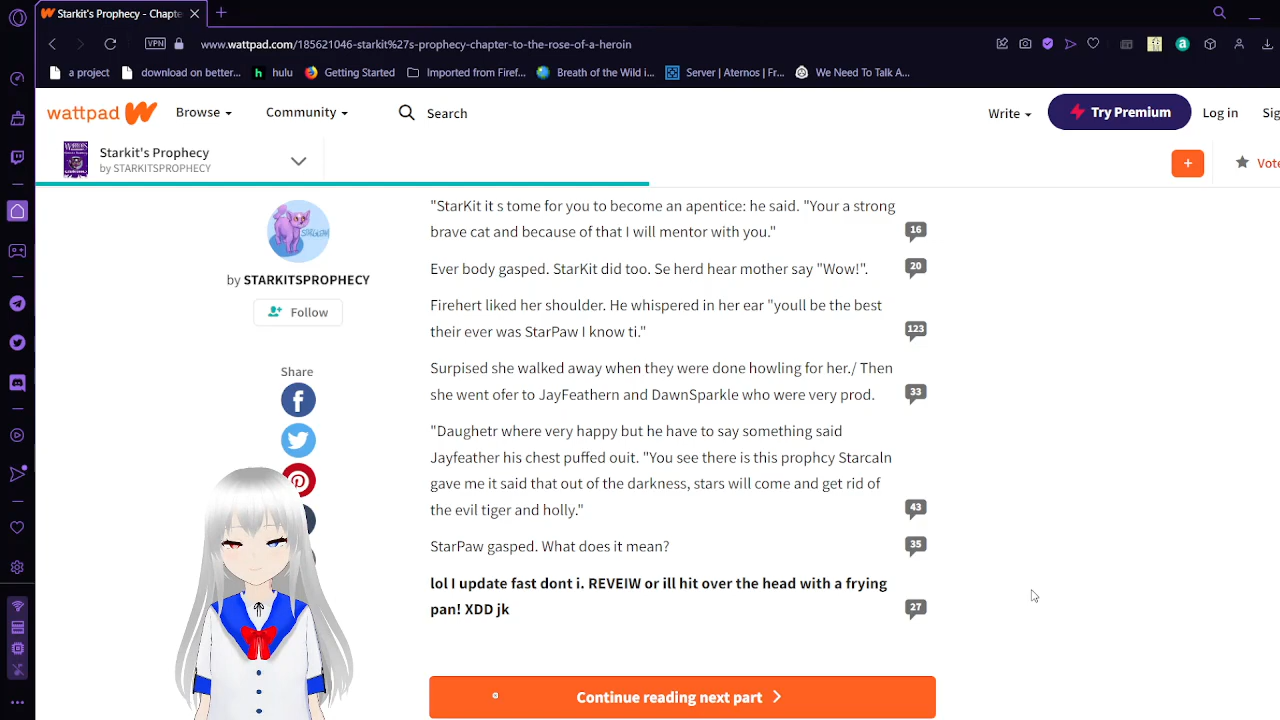 Starkit's Prophecy - Chapte
www.wattpad.com/185621046-starkit%27s-prophecy-chapter-to-the-rose-of-a-heroin
VPN
a project
download on better...
hulu
Getting Started
Imported from Firef...
Breath of the Wild i...
Server | Aternos | Fr...
We Need To Talk A...
wattpad
Browse
Community
Search
Write
Try Premium
Log in
Sig
Starkit's Prophecy
by STARKITSPROPHECY
+
Vote
by STARKITSPROPHECY
Follow
Share
"StarKit it s tome for you to become an apentice: he said. "Your a strong
brave cat and because of that I will mentor with you."
16
Ever body gasped. StarKit did too. Se herd hear mother say "Wow!".
20
Firehert liked her shoulder. He whispered in her ear "youll be the best
their ever was StarPaw I know ti."
123
Surpised she walked away when they were done howling for her./ Then
she went ofer to JayFeathern and DawnSparkle who were very prod.
33
"Daughetr where very happy but he have to say something said
Jayfeather his chest puffed ouit. "You see there is this prophcy Starcaln
gave me it said that out of the darkness, stars will come and get rid of
the evil tiger and holly."
43
StarPaw gasped. What does it mean?
35
lol I update fast dont i. REVEIW or ill hit over the head with a frying
pan! XDD jk
27
Continue reading next part